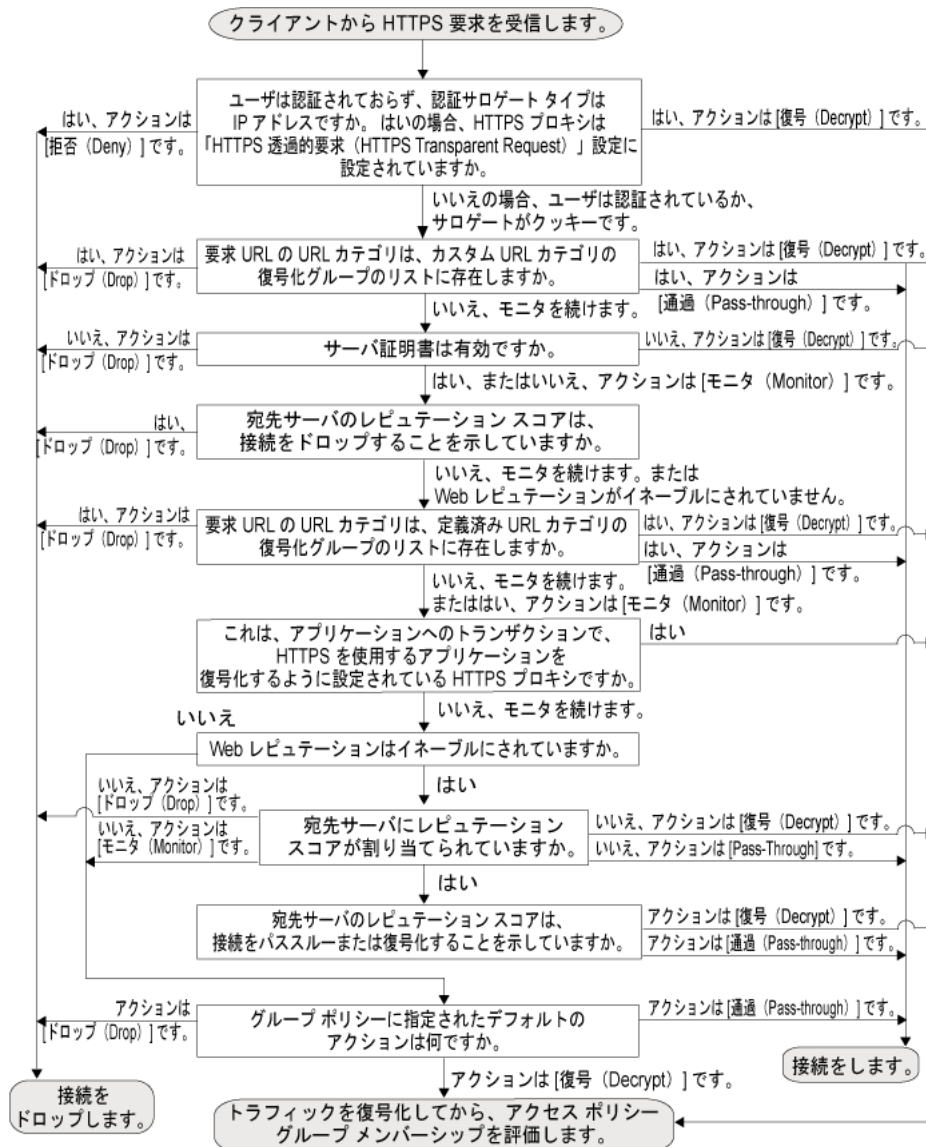 クライアントから HTTPS 要求を受信します。
ユーザは認証されておらず、認証サロゲート タイプは
IP アドレスですか。 はいの場合、HTTPS プロキシは
「HTTPS 透過的要求（HTTPS Transparent Request）」設定に
設定されていますか。
はい、アクションは
[拒否（Deny）] です。
はい、アクションは [復号（Decrypt）] です。
いいえの場合、ユーザは認証されているか、
サロゲートがクッキーです。
はい、アクションは
[ドロップ（Drop）] です。
要求 URL の URL カテゴリは、カスタム URL カテゴリの
復号化グループのリストに存在しますか。
はい、アクションは [復号（Decrypt）] です。
はい、アクションは
[通過（Pass-through）] です。
いいえ、モニタを続けます。
いいえ、アクションは
[ドロップ（Drop）] です。
サーバ証明書は有効ですか。
いいえ、アクションは [復号（Decrypt）] です。
はい、またはいいえ、アクションは [モニタ（Monitor）] です。
はい、
[ドロップ（Drop）] です。
宛先サーバのレピュテーション スコアは、
接続をドロップすることを示していますか。
いいえ、モニタを続けます。または
Web レピュテーションがイネーブルにされていません。
はい、アクションは
[ドロップ（Drop）] です。
要求 URL の URL カテゴリは、定義済み URL カテゴリの
復号化グループのリストに存在しますか。
はい、アクションは [復号（Decrypt）] です。
はい、アクションは
[通過（Pass-through）] です。
いいえ、モニタを続けます。
またははい、アクションは [モニタ（Monitor）] です。
これは、アプリケーションへのトランザクションで、
HTTPS を使用するアプリケーションを
復号化するように設定されている HTTPS プロキシですか。
はい
いいえ、モニタを続けます。
いいえ
Web レピュテーションはイネーブルにされていますか。
はい
いいえ、アクションは
[ドロップ（Drop）] です。
いいえ、アクションは
[モニタ（Monitor）] です。
宛先サーバにレピュテーション
スコアが割り当てられていますか。
いいえ、アクションは [復号（Decrypt）] です。
いいえ、アクションは [Pass-Through] です。
はい
宛先サーバのレピュテーション スコアは、
接続をパススルーまたは復号化することを示していますか。
アクションは [復号（Decrypt）] です。
アクションは [通過（Pass-through）] です。
アクションは
[ドロップ（Drop）] です。
グループ ポリシーに指定されたデフォルトの
アクションは何ですか。
アクションは [通過（Pass-through）] です。
接続をします。
アクションは [復号（Decrypt）] です。
接続を
ドロップします。
トラフィックを復号化してから、アクセス ポリシー
グループ メンバーシップを評価します。